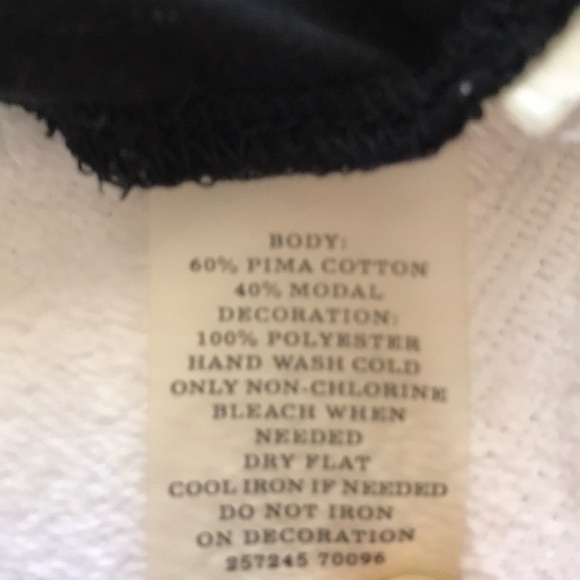 BODY:
60% PIMA COTTON
40% MODAL
DECORATION:
100% POLYESTER
HAND WASH COLD
ONLY NON-CHLORINE
BLEACH WHEN
NEEDED
DRY FLAT
COOL IRON IF NEEDED
DO NOT IRON
ON DECORATION
257245 70096